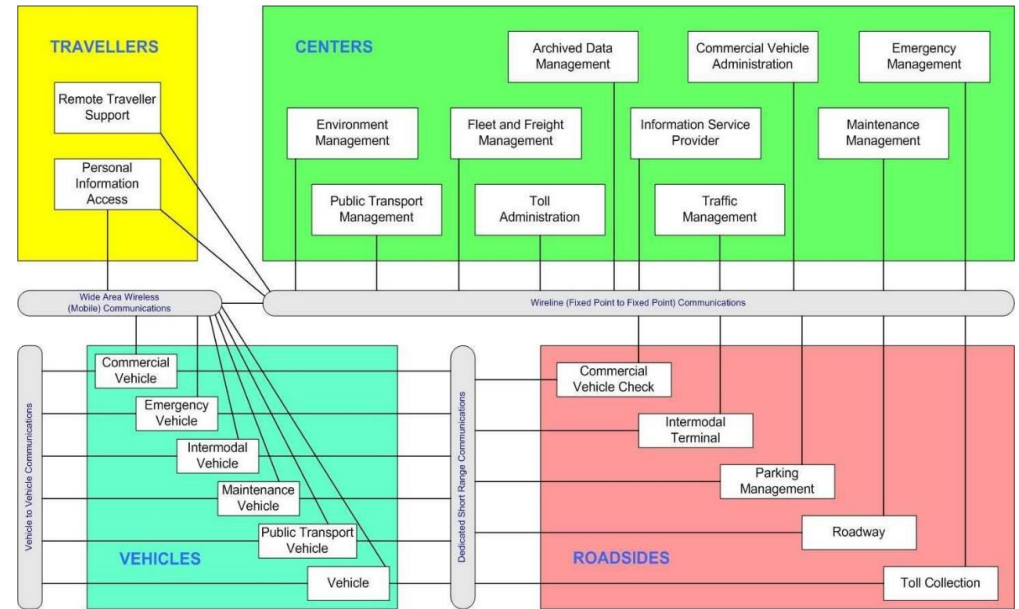 TRAVELLERS
Remote Traveller
Support
Personal
Information
Access
CENTERS
Archived Data
Management
Commercial Vehicle
Administration
Emergency
Management
Environment
Management
Fleet and Freight
Management
Information Service
Provider
Maintenance
Management
Public Transport
Management
Toll
Administration
Traffic
Management
Wide Area Wireless
(Mobile) Communications
Wireline (Fixed Point to Fixed Point) Communications
Vehicle to Vehicle Communications
Commercial
Vehicle
Emergency
Vehicle
Intermodal
Vehicle
Maintenance
Vehicle
Public Transport
Vehicle
Vehicle
VEHICLES
Dedicated Short Range Communications
Commercial
Vehicle Check
Intermodal
Terminal
Parking
Management
Roadway
Toll Collection
ROADSIDES